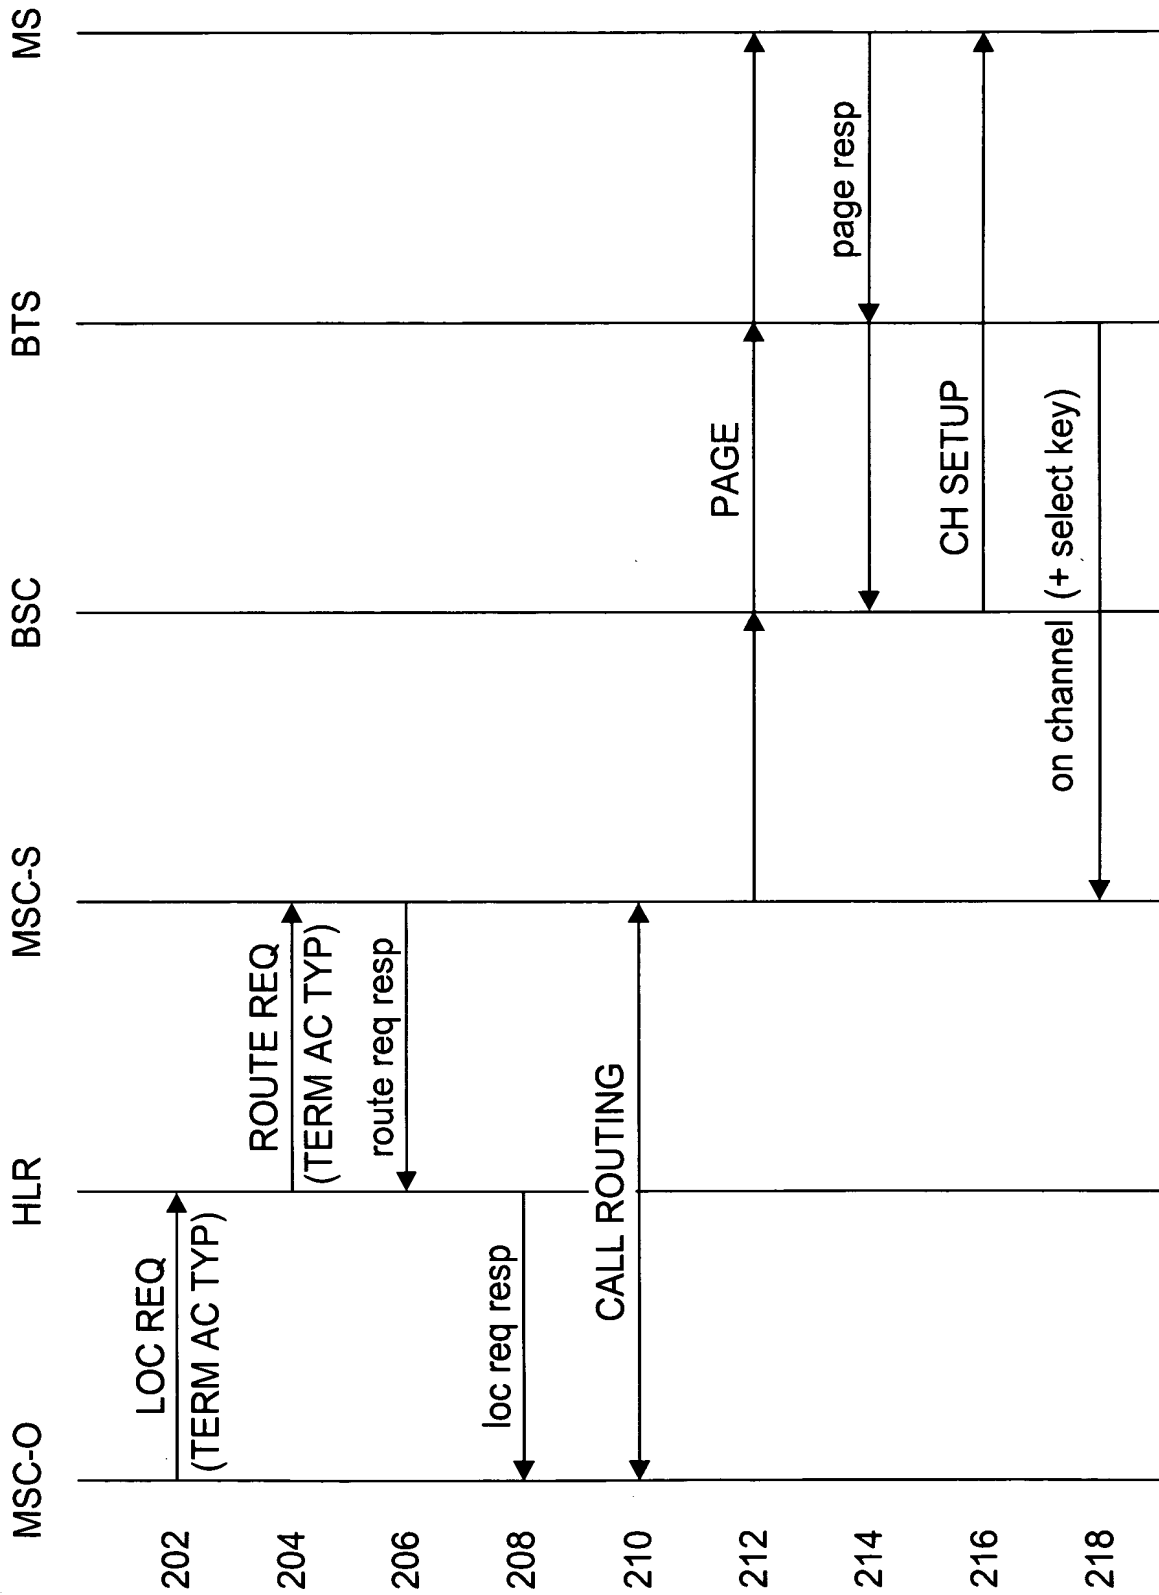 MSC-O
HLR
MSC-S
BSC
BTS
MS
202
LOC REQ
(TERM AC TYP)
204
ROUTE REQ
(TERM AC TYP)
206
route req resp
208
loc req resp
210
CALL ROUTING
212
PAGE
214
page resp
216
CH SETUP
218
on channel (+ select key)